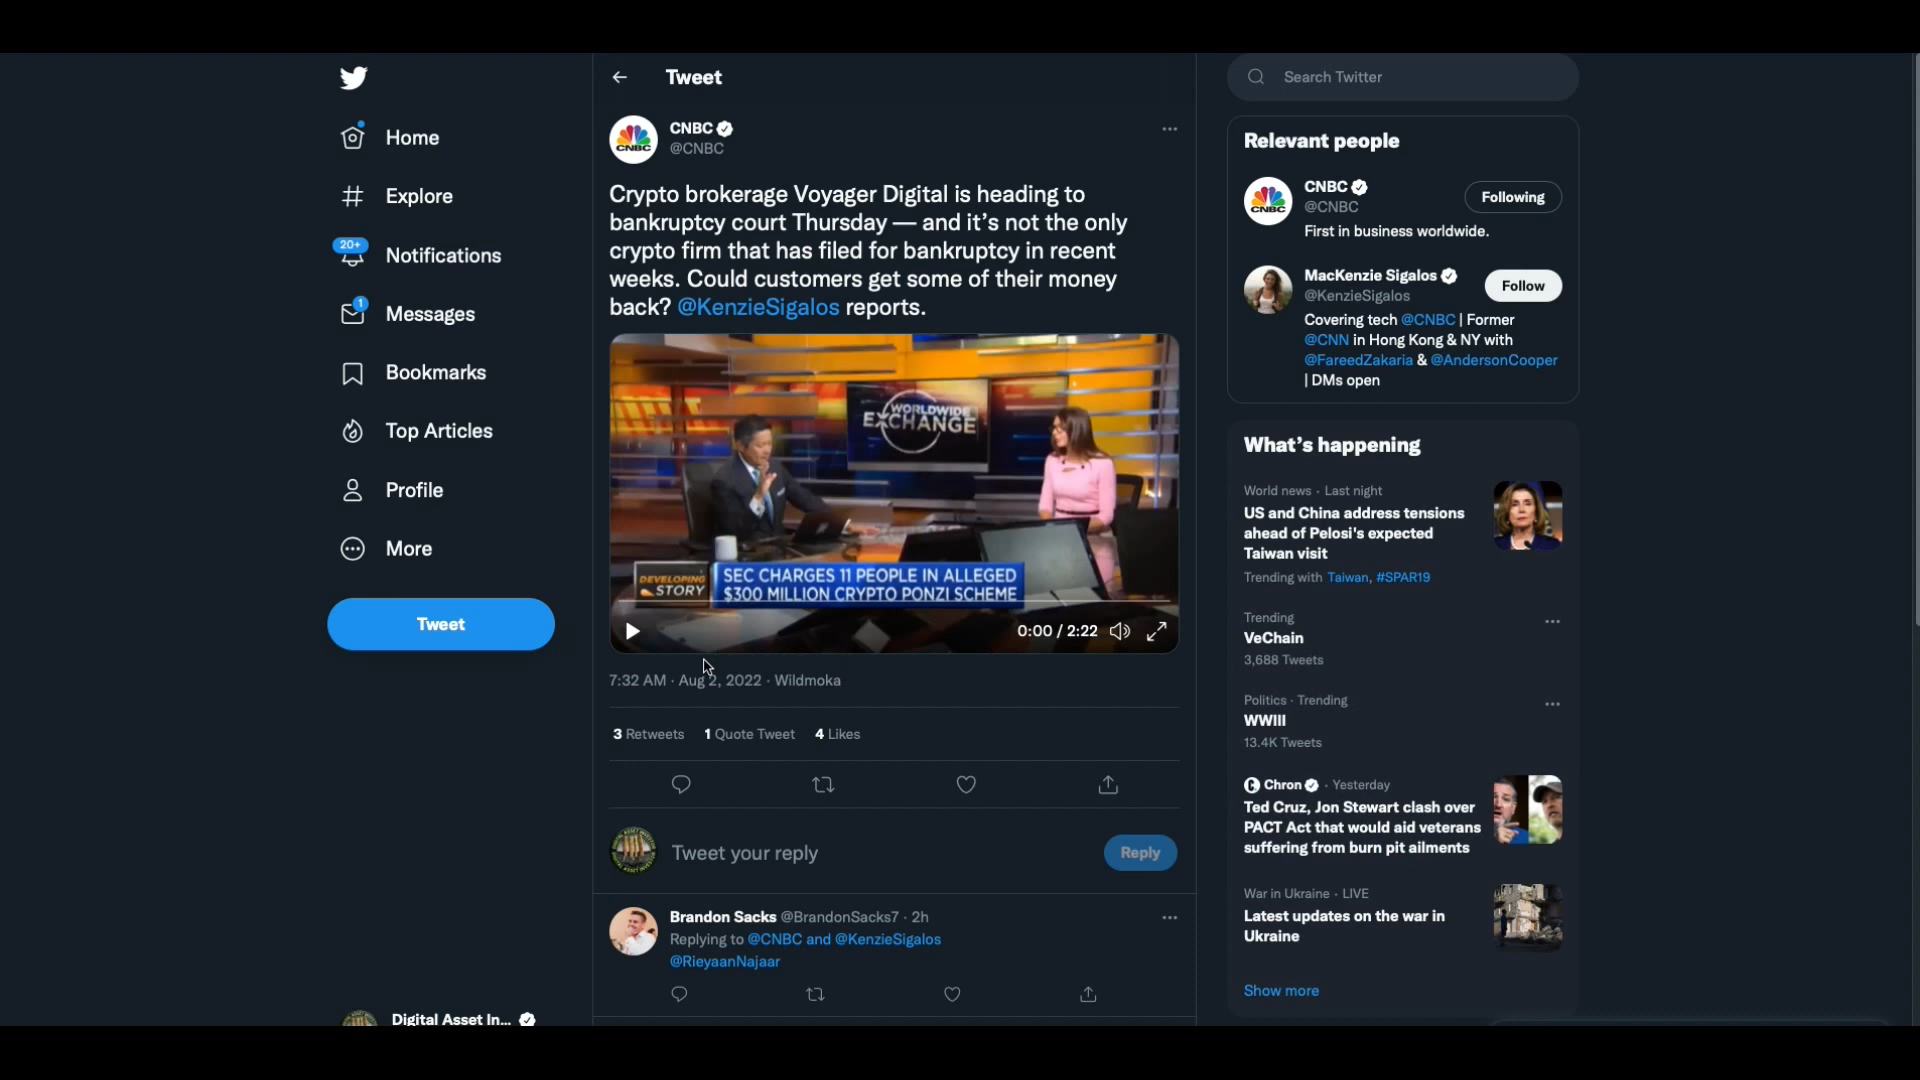 Home
Explore
20+
Notifications
1
Messages
Bookmarks
Top Articles
Profile
More
Tweet
Digital Asset In...
Tweet
CNBC
@CNBC
Crypto brokerage Voyager Digital is heading to
bankruptcy court Thursday — and it's not the only
crypto firm that has filed for bankruptcy in recent
weeks. Could customers get some of their money
back? @KenzieSigalos reports.
WORLDWIDE
EXCHANGE
DEVELOPING
STORY
SEC CHARGES 11 PEOPLE IN ALLEGED
$300 MILLION CRYPTO PONZI SCHEME
0:00 / 2:22
7:32 AM · Aug 2, 2022 · Wildmoka
3 Retweets 1 Quote Tweet 4 Likes
Tweet your reply
Reply
Brandon Sacks @BrandonSacks7 · 2h
Replying to @CNBC and @KenzieSigalos
@RieyaanNajaar
Search Twitter
Relevant people
CNBC
@CNBC
Following
First in business worldwide.
MacKenzie Sigalos
@KenzieSigalos
Follow
Covering tech @CNBC | Former
@CNN in Hong Kong & NY with
@FareedZakaria & @AndersonCooper
| DMs open
What's happening
World news · Last night
US and China address tensions
ahead of Pelosi's expected
Taiwan visit
Trending with Taiwan, #SPAR19
Trending
VeChain
3,688 Tweets
Politics · Trending
WWIII
13.4K Tweets
Chron · Yesterday
Ted Cruz, Jon Stewart clash over
PACT Act that would aid veterans
suffering from burn pit ailments
War in Ukraine · LIVE
Latest updates on the war in
Ukraine
Show more